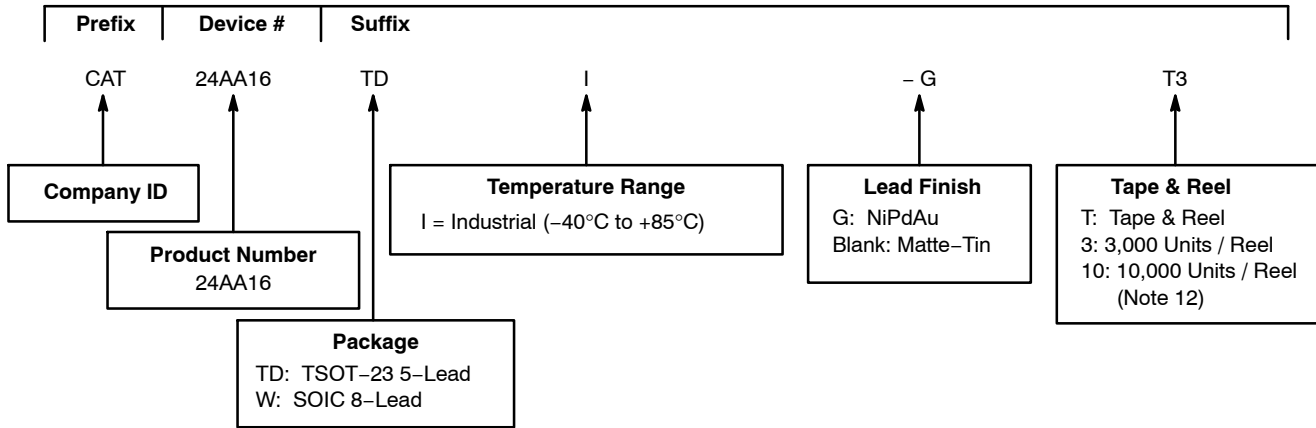 Prefix Device # Suffix
CAT 24AA16 TD I – G T3
Company ID
Product Number
24AA16
Package
TD: TSOT−23 5−Lead
W: SOIC 8−Lead
Temperature Range
I = Industrial (−40°C to +85°C)
Lead Finish
G: NiPdAu
Blank: Matte−Tin
Tape & Reel
T: Tape & Reel
3: 3,000 Units / Reel
10: 10,000 Units / Reel
(Note 12)